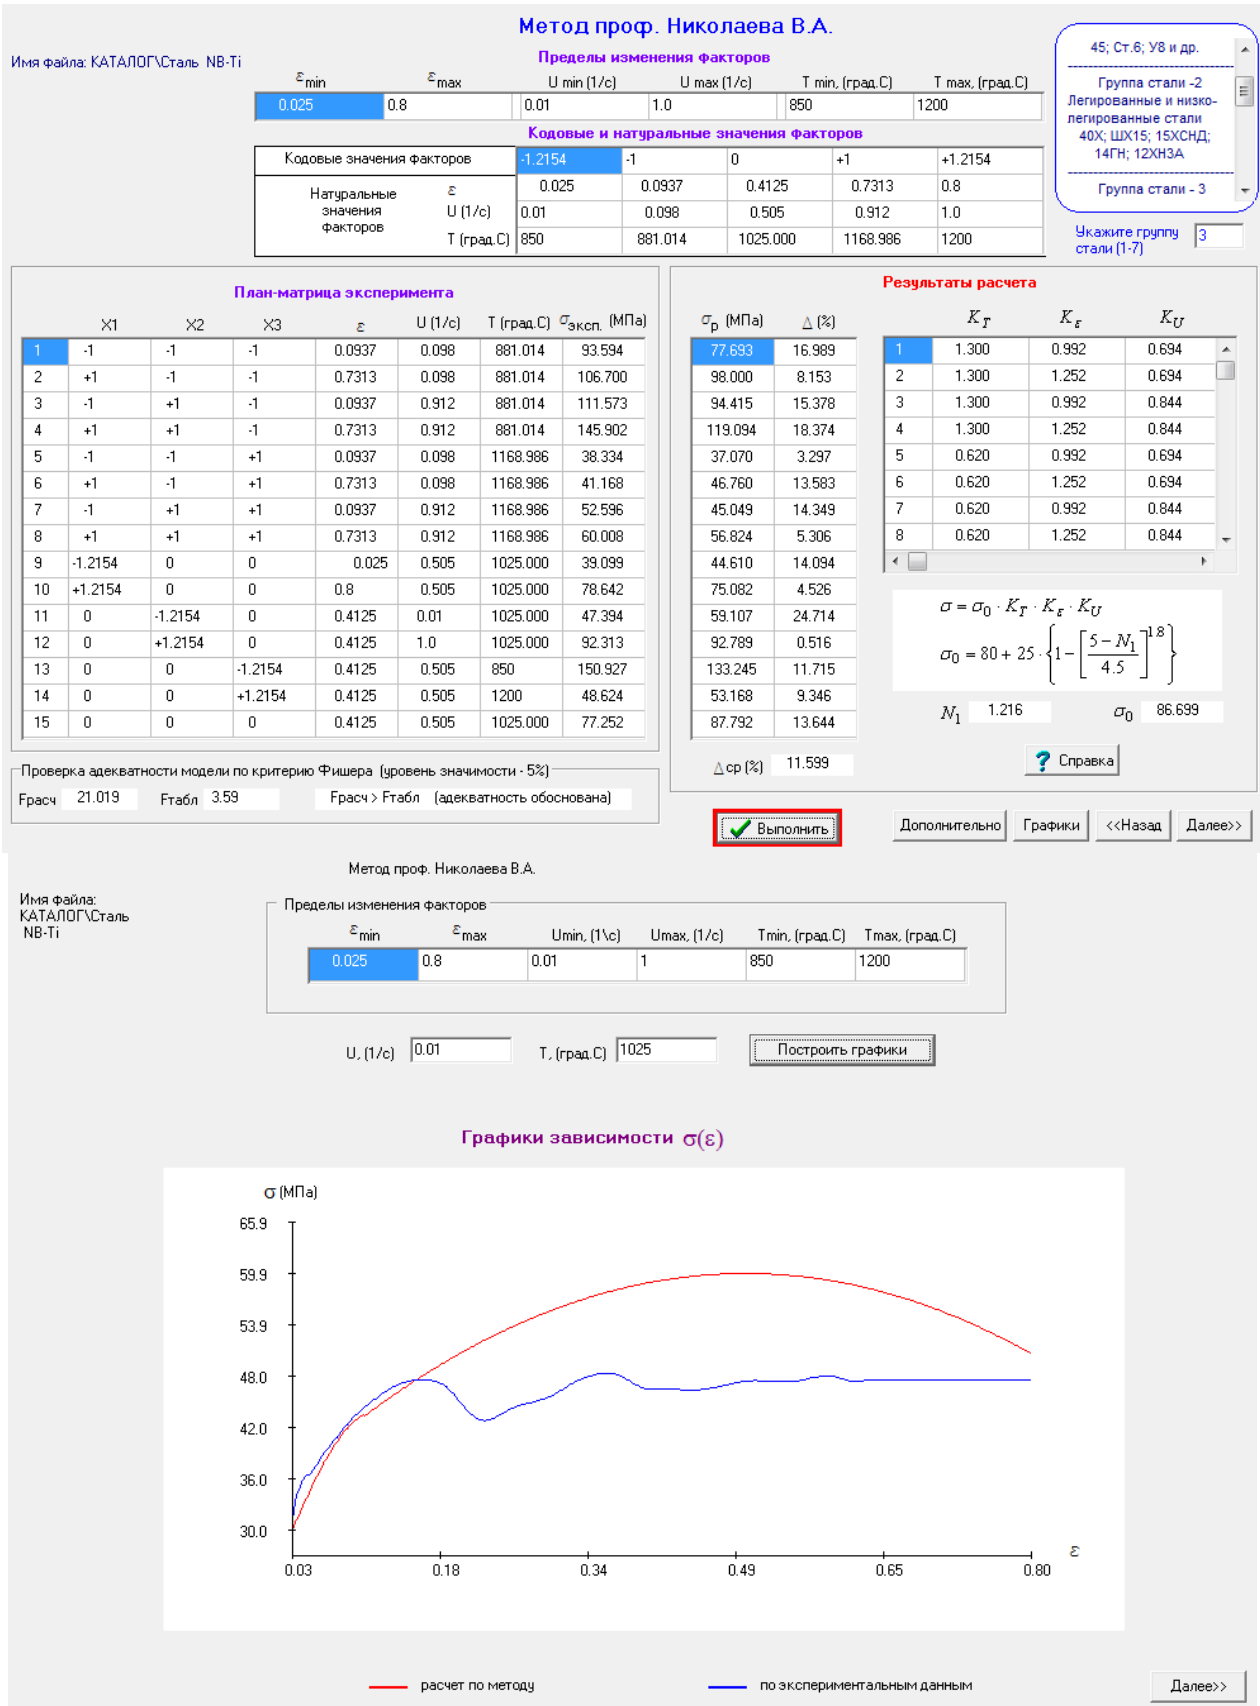 Метод проф. Николаева В.А.
Имя файла: КАТАЛОГ\Сталь NB-Ti
Пределы изменения факторов
εmin εmax U min (1/с) U max (1/с) T min, (град.С) T max, (град.С)
0.025 0.8 0.01 1.0 850 1200
Кодовые и натуральные значения факторов
Кодовые значения факторов -1.2154 -1 0 +1 +1.2154
Натуральные значения факторов
ε 0.025 0.0937 0.4125 0.7313 0.8
U (1/с) 0.01 0.098 0.505 0.912 1.0
T (град.С) 850 881.014 1025.000 1168.986 1200
45; Ст.6; У8 и др.
Группа стали -2
Легированные и низко-
легированные стали
40Х; ШХ15; 15ХСНД;
14ГН; 12ХН3А
Группа стали - 3
Укажите группу
стали (1-7) 3
План-матрица эксперимента
X1 X2 X3 ε U (1/с) T (град.С) σэксп. (МПа)
1 -1 -1 -1 0.0937 0.098 881.014 93.594
2 +1 -1 -1 0.7313 0.098 881.014 106.700
3 -1 +1 -1 0.0937 0.912 881.014 111.573
4 +1 +1 -1 0.7313 0.912 881.014 145.902
5 -1 -1 +1 0.0937 0.098 1168.986 38.334
6 +1 -1 +1 0.7313 0.098 1168.986 41.168
7 -1 +1 +1 0.0937 0.912 1168.986 52.596
8 +1 +1 +1 0.7313 0.912 1168.986 60.008
9 -1.2154 0 0 0.025 0.505 1025.000 39.099
10 +1.2154 0 0 0.8 0.505 1025.000 78.642
11 0 -1.2154 0 0.4125 0.01 1025.000 47.394
12 0 +1.2154 0 0.4125 1.0 1025.000 92.313
13 0 0 -1.2154 0.4125 0.505 850 150.927
14 0 0 +1.2154 0.4125 0.505 1200 48.624
15 0 0 0 0.4125 0.505 1025.000 77.252
Проверка адекватности модели по критерию Фишера (уровень значимости - 5%)
Fрасч 21.019 Fтабл 3.59 Fрасч > Fтабл (адекватность обоснована)
Результаты расчета
σр (МПа) Δ (%)
77.693 16.989
98.000 8.153
94.415 15.378
119.094 18.374
37.070 3.297
46.760 13.583
45.049 14.349
56.824 5.306
44.610 14.094
75.082 4.526
59.107 24.714
92.789 0.516
133.245 11.715
53.168 9.346
87.792 13.644
Δср (%) 11.599
K_T K_ε K_U
1 1.300 0.992 0.694
2 1.300 1.252 0.694
3 1.300 0.992 0.844
4 1.300 1.252 0.844
5 0.620 0.992 0.694
6 0.620 1.252 0.694
7 0.620 0.992 0.844
8 0.620 1.252 0.844
σ = σ0 · K_T · K_ε · K_U
σ0 = 80 + 25 · {1 − [(5 − N1)/4.5]^1.8}
N1 1.216 σ0 86.699
? Справка
Выполнить
Дополнительно Графики <<Назад Далее>>
Метод проф. Николаева В.А.
Имя файла:
КАТАЛОГ\Сталь
NB-Ti
Пределы изменения факторов
εmin εmax Umin, (1\с) Umax, (1/с) Tmin, (град.С) Tmax, (град.С)
0.025 0.8 0.01 1 850 1200
U, (1/с) 0.01 T, (град.С) 1025 Построить графики
Графики зависимости σ(ε)
σ (МПа)
65.9
59.9
53.9
48.0
42.0
36.0
30.0
ε
0.03 0.18 0.34 0.49 0.65 0.80
расчет по методу по экспериментальным данным
Далее>>